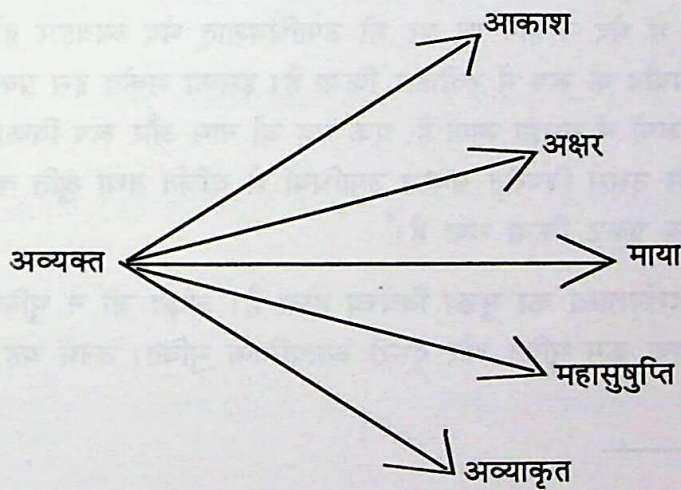 आकाश
अक्षर
अव्यक्त
माया
महासुषुप्ति
अव्याकृत